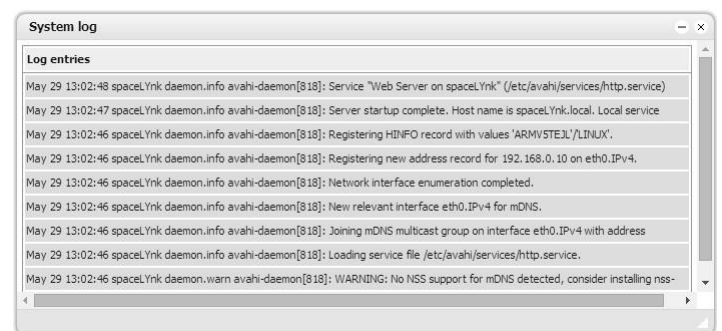 System log
Log entries
May 29 13:02:48 spaceLYnk daemon.info avahi-daemon[818]: Service "Web Server on spaceLYnk" (/etc/avahi/services/http.service)
May 29 13:02:47 spaceLYnk daemon.info avahi-daemon[818]: Server startup complete. Host name is spaceLYnk.local. Local service
May 29 13:02:46 spaceLYnk daemon.info avahi-daemon[818]: Registering HINFO record with values 'ARMV5TEJL'/'LINUX'.
May 29 13:02:46 spaceLYnk daemon.info avahi-daemon[818]: Registering new address record for 192.168.0.10 on eth0.IPv4.
May 29 13:02:46 spaceLYnk daemon.info avahi-daemon[818]: Network interface enumeration completed.
May 29 13:02:46 spaceLYnk daemon.info avahi-daemon[818]: New relevant interface eth0.IPv4 for mDNS.
May 29 13:02:46 spaceLYnk daemon.info avahi-daemon[818]: Joining mDNS multicast group on interface eth0.IPv4 with address
May 29 13:02:46 spaceLYnk daemon.info avahi-daemon[818]: Loading service file /etc/avahi/services/http.service.
May 29 13:02:46 spaceLYnk daemon.warn avahi-daemon[818]: WARNING: No NSS support for mDNS detected, consider installing nss-